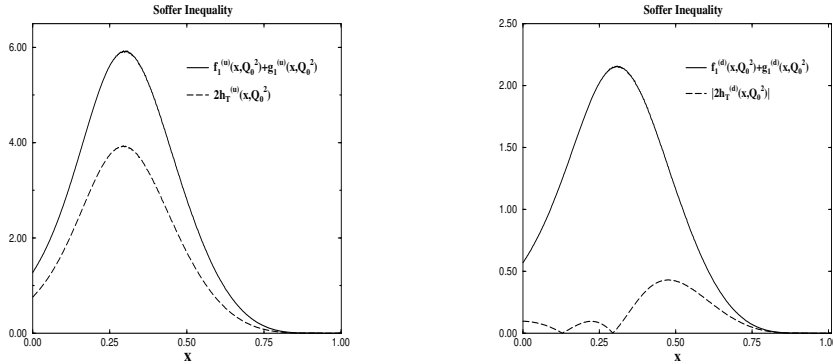 Soffer Inequality
6.00
4.00
2.00
0.00
f₁⁽ᵘ⁾(x,Q₀²)+g₁⁽ᵘ⁾(x,Q₀²)
2h_T⁽ᵘ⁾(x,Q₀²)
0.00 0.25 0.50 0.75 1.00
x
Soffer Inequality
2.50
2.00
1.50
1.00
0.50
0.00
f₁⁽ᵈ⁾(x,Q₀²)+g₁⁽ᵈ⁾(x,Q₀²)
|2h_T⁽ᵈ⁾(x,Q₀²)|
0.00 0.25 0.50 0.75 1.00
x